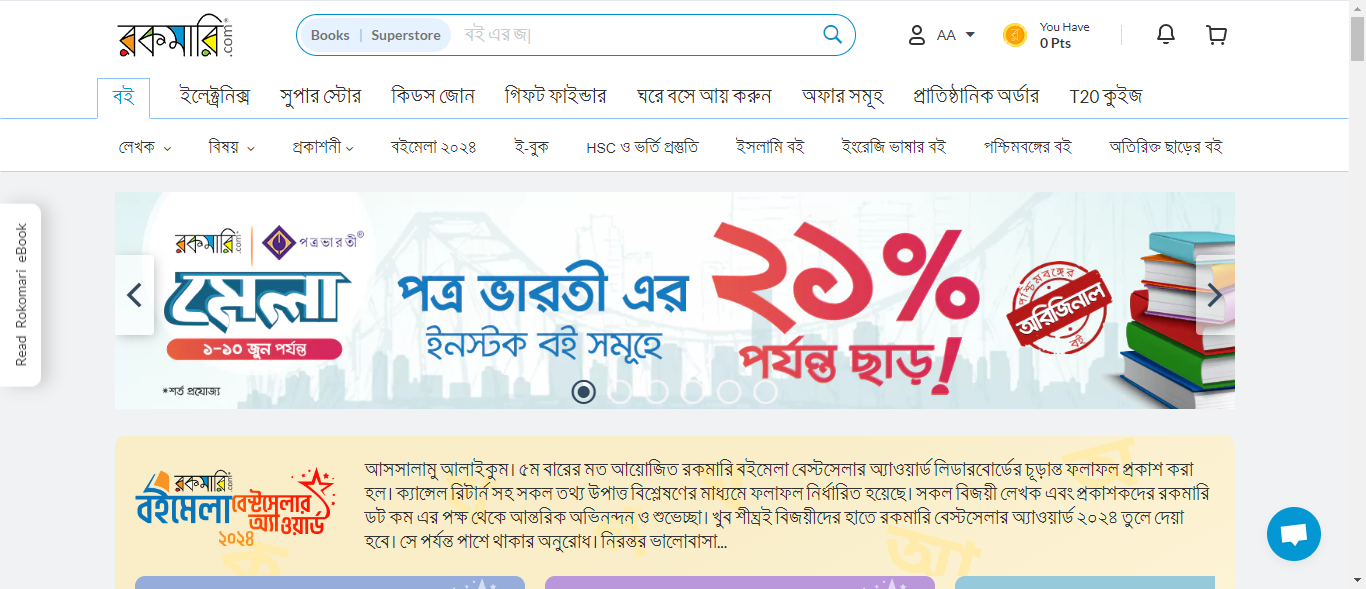 রকমারি.com
Books | Superstore বই এর জ|
AA
You Have
0 Pts
বই ইলেক্ট্রনিক্স সুপার স্টোর কিডস জোন গিফট ফাইন্ডার ঘরে বসে আয় করুন অফার সমূহ প্রাতিষ্ঠানিক অর্ডার T20 কুইজ
লেখক বিষয় প্রকাশনী বইমেলা ২০২৪ ই-বুক HSC ও ভর্তি প্রস্তুতি ইসলামি বই ইংরেজি ভাষার বই পশ্চিমবঙ্গের বই অতিরিক্ত ছাড়ের বই
Read Rokomari eBook
রকমারি.com পত্রভারতী®
মেলা
১-১০ জুন পর্যন্ত
*শর্ত প্রযোজ্য
পত্র ভারতী এর
ইনস্টক বই সমূহে
২১%
পর্যন্ত ছাড়!
পশ্চিমবঙ্গের
অরিজিনাল
বই
রকমারি.com
বইমেলা বেস্টসেলার
অ্যাওয়ার্ড
২০২৪
আসসালামু আলাইকুম। ৫ম বারের মত আয়োজিত রকমারি বইমেলা বেস্টসেলার অ্যাওয়ার্ড লিডারবোর্ডের চূড়ান্ত ফলাফল প্রকাশ করা
হল। ক্যান্সেল রিটার্ন সহ সকল তথ্য উপাত্ত বিশ্লেষণের মাধ্যমে ফলাফল নির্ধারিত হয়েছে। সকল বিজয়ী লেখক এবং প্রকাশকদের রকমারি
ডট কম এর পক্ষ থেকে আন্তরিক অভিনন্দন ও শুভেচ্ছা। খুব শীঘ্রই বিজয়ীদের হাতে রকমারি বেস্টসেলার অ্যাওয়ার্ড ২০২৪ তুলে দেয়া
হবে। সে পর্যন্ত পাশে থাকার অনুরোধ। নিরন্তর ভালোবাসা...